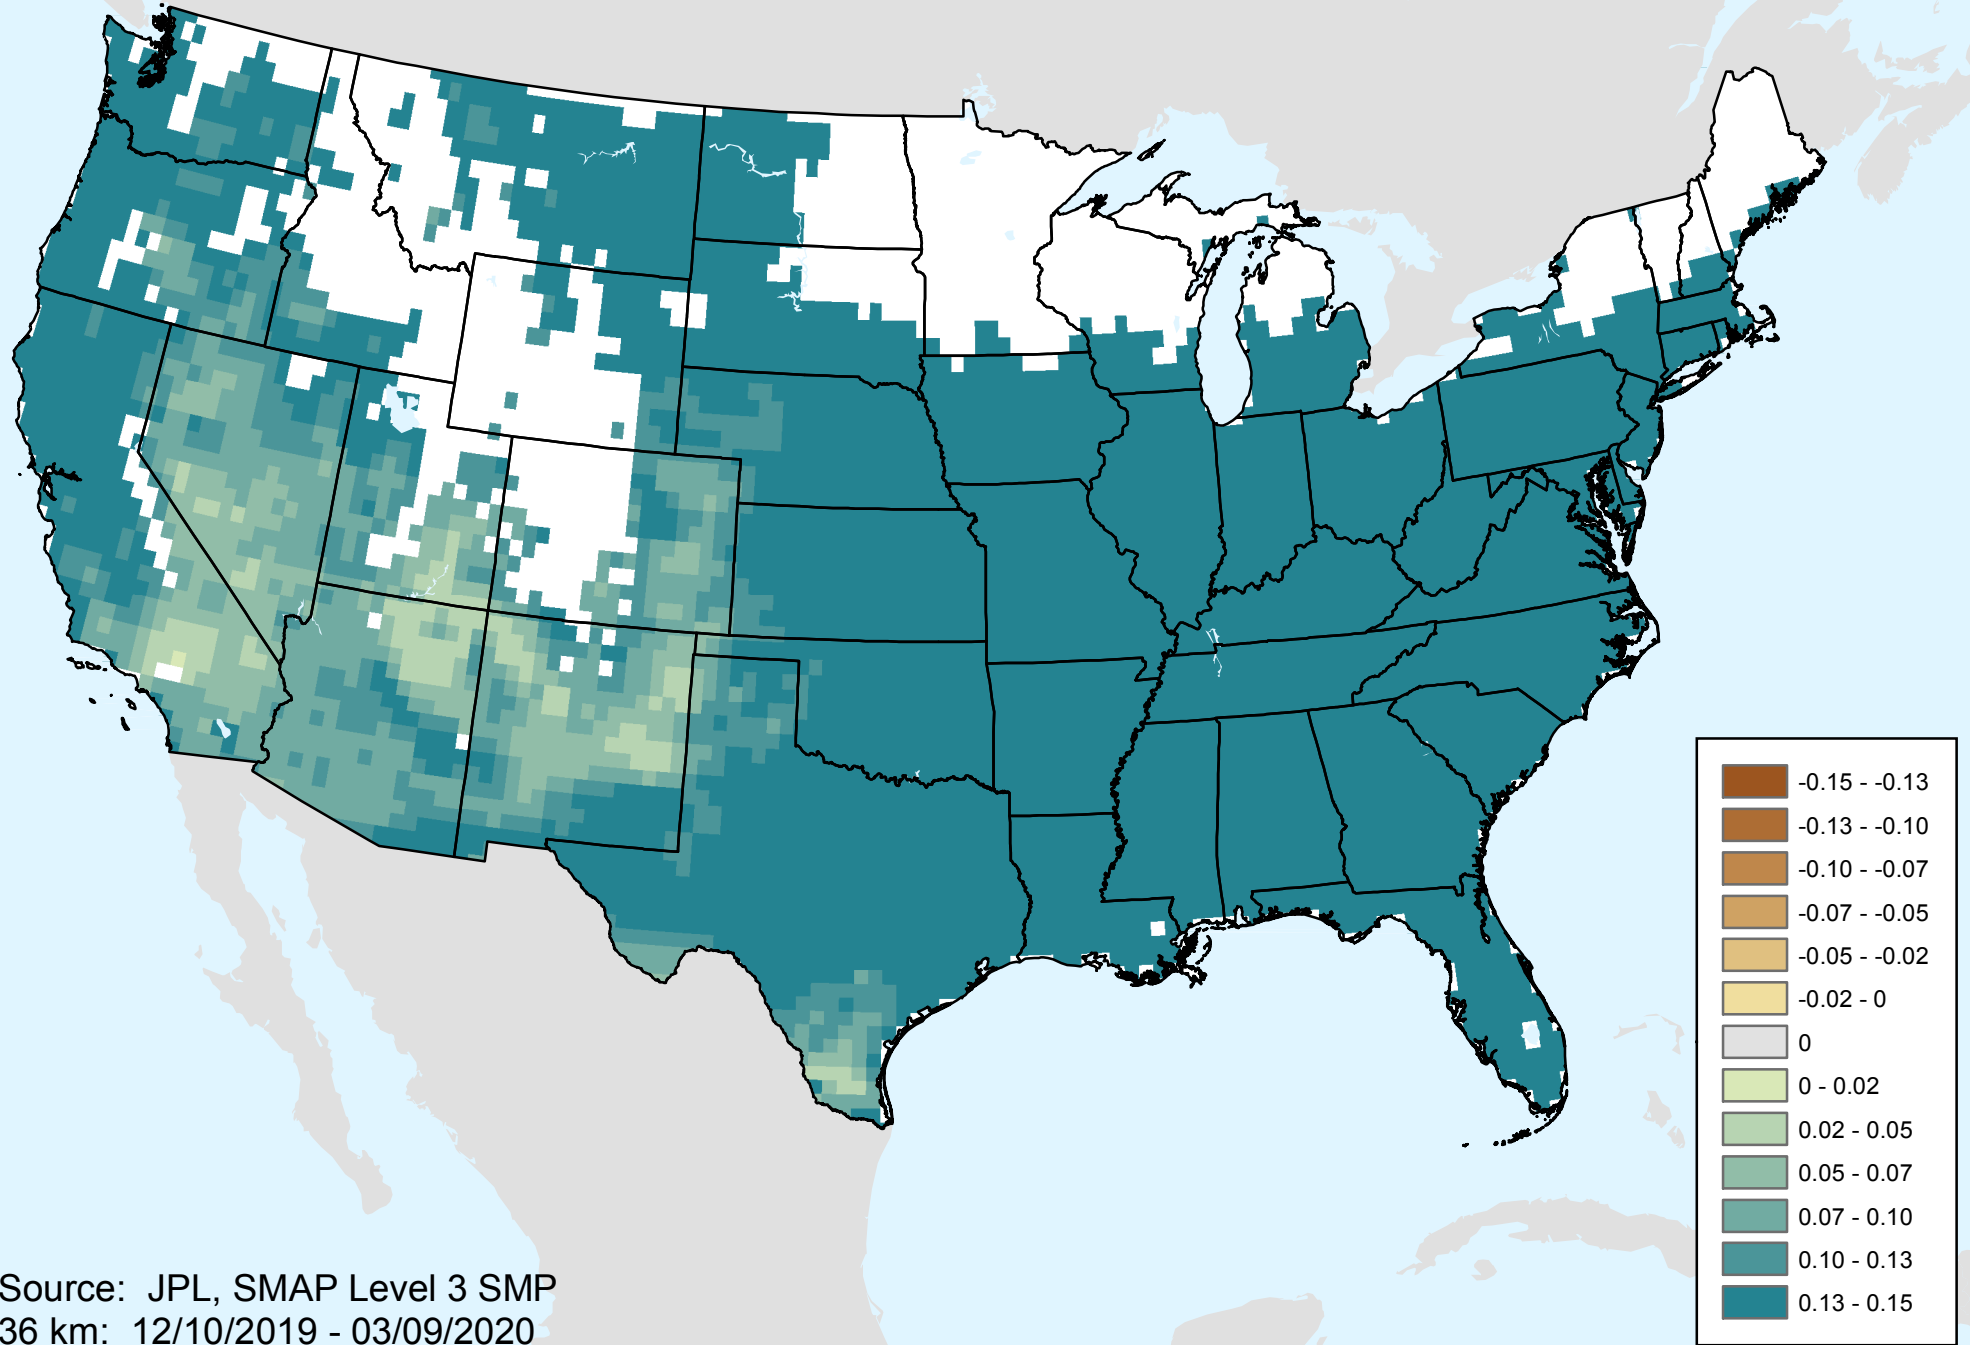 -0.15 - -0.13
-0.13 - -0.10
-0.10 - -0.07
-0.07 - -0.05
-0.05 - -0.02
-0.02 - 0
0
0 - 0.02
0.02 - 0.05
0.05 - 0.07
0.07 - 0.10
0.10 - 0.13
0.13 - 0.15
Source: JPL, SMAP Level 3 SMP
36 km: 12/10/2019 - 03/09/2020